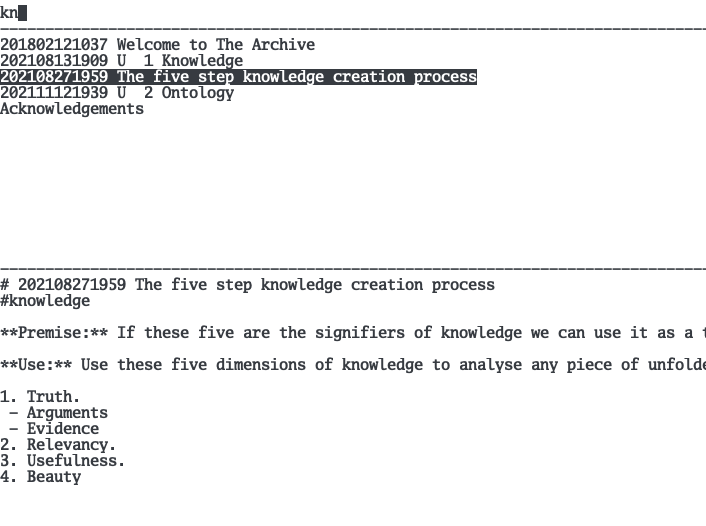 kn
201802121037 Welcome to The Archive
202108131909 U  1 Knowledge
202108271959 The five step knowledge creation process
202111121939 U  2 Ontology
Acknowledgements
# 202108271959 The five step knowledge creation process
#knowledge
**Premise:** If these five are the signifiers of knowledge we can use it as a
**Use:** Use these five dimensions of knowledge to analyse any piece of
1. Truth.
 - Arguments
 - Evidence
2. Relevancy.
3. Usefulness.
4. Beauty